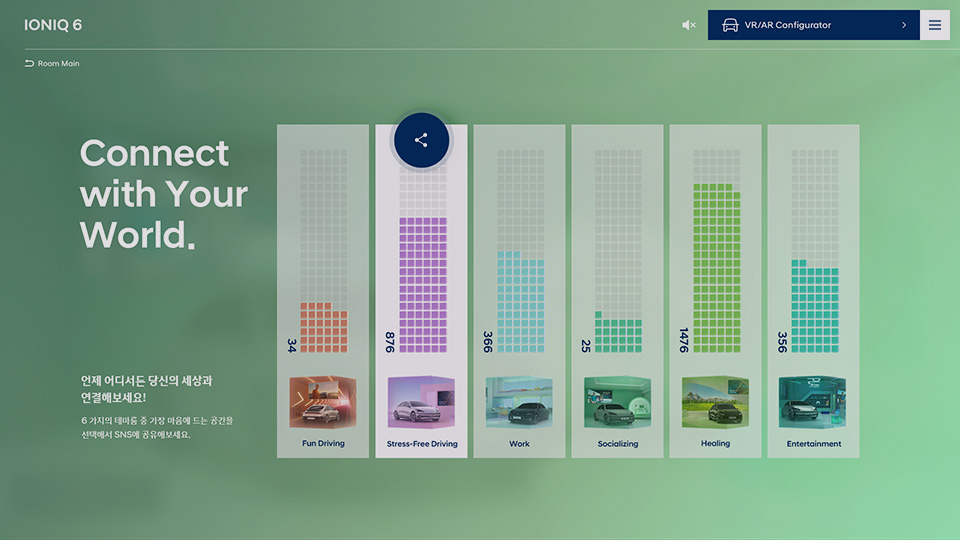 IONIQ 6
VR/AR Configurator
Room Main
Connect
with Your
World.
언제 어디서든 당신의 세상과
연결해보세요!
6 가지의 테마룸 중 가장 마음에 드는 공간을
선택해서 SNS에 공유해보세요.
34
876
366
25
1476
356
Fun Driving
Stress-Free Driving
Work
Socializing
Healing
Entertainment